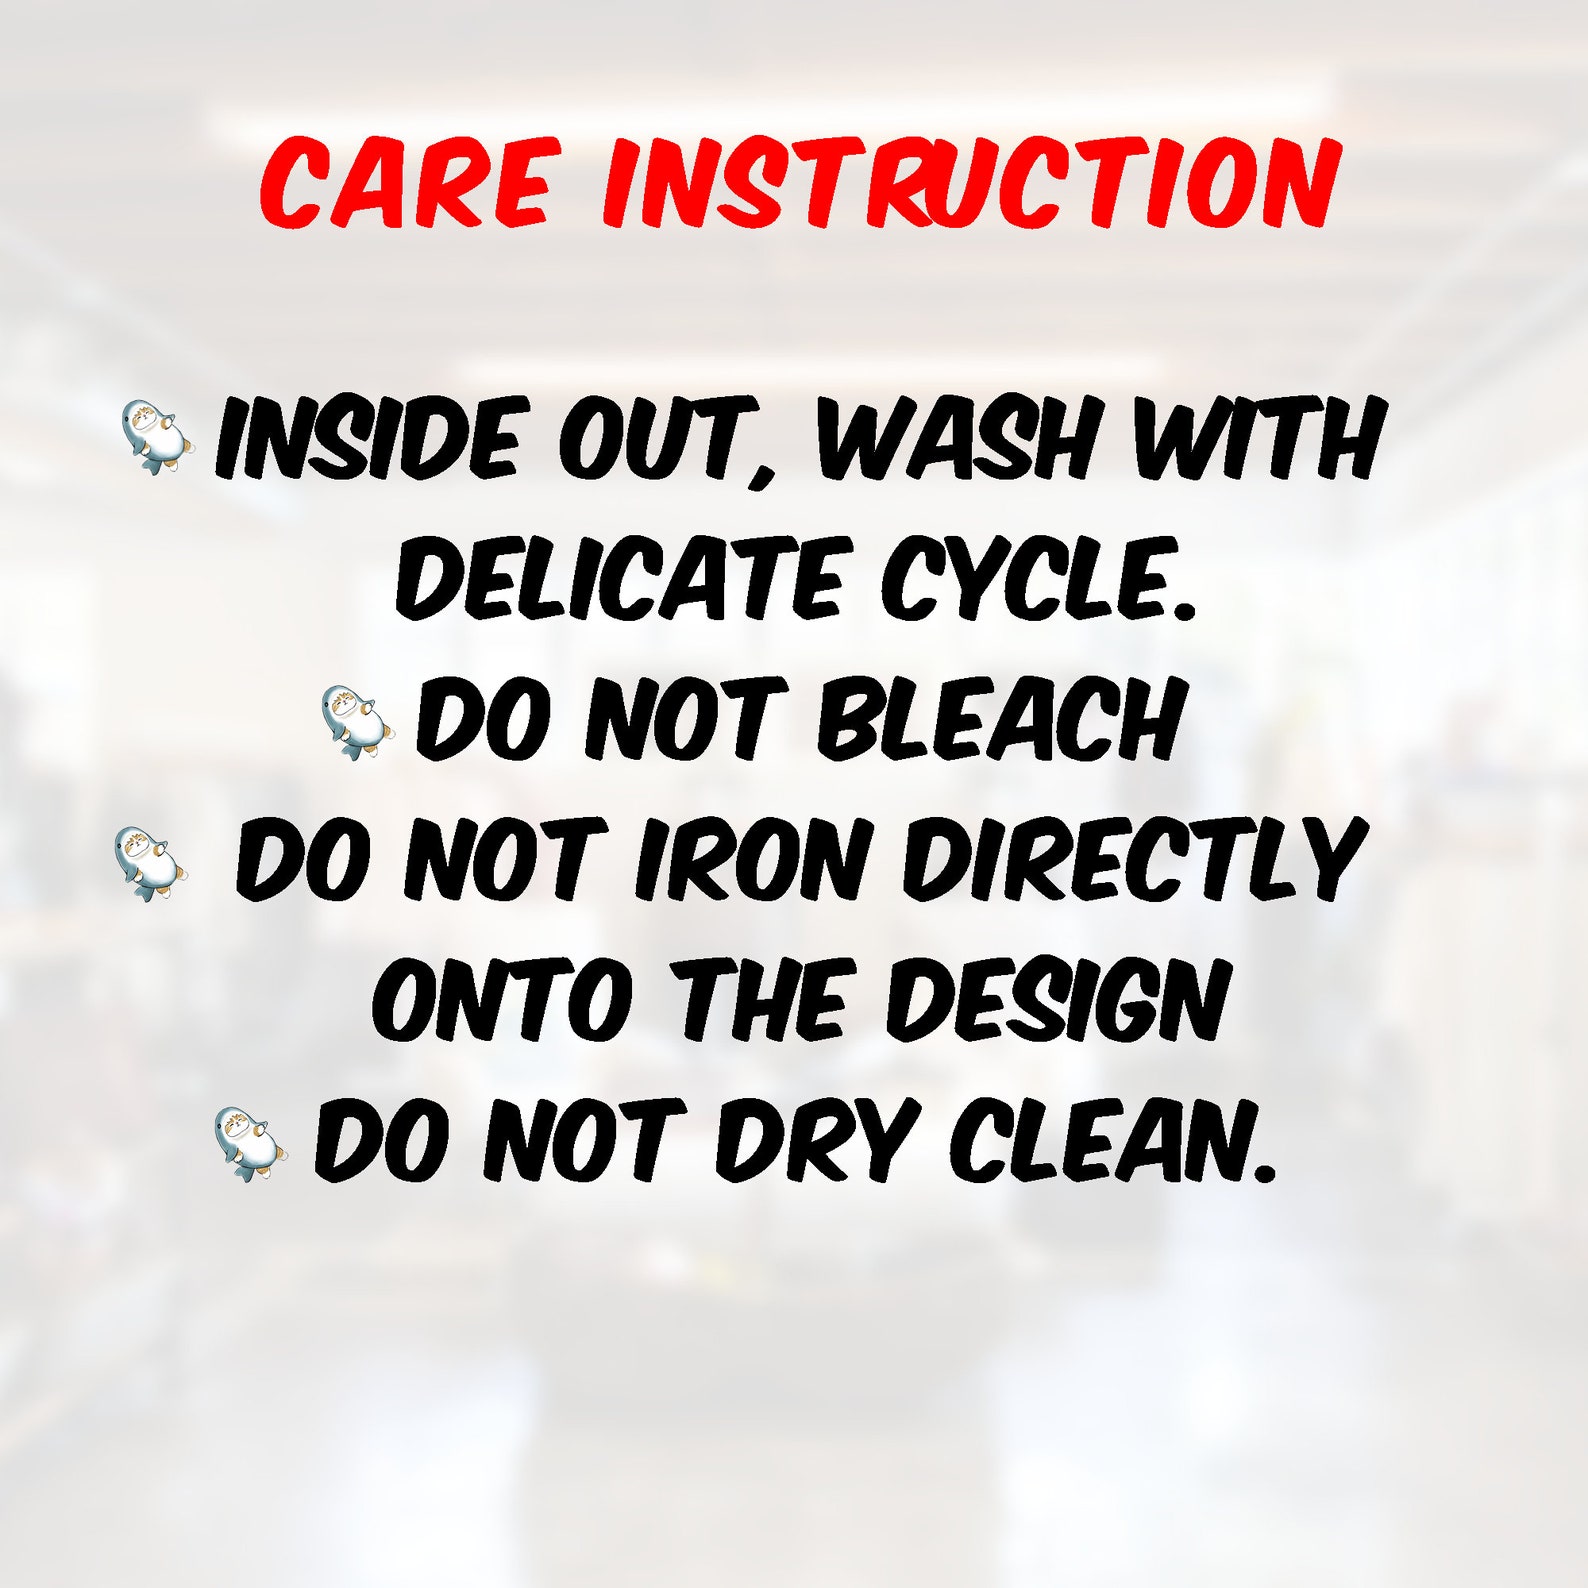 CARE INSTRUCTION
INSIDE OUT, WASH WITH
DELICATE CYCLE.
DO NOT BLEACH
DO NOT IRON DIRECTLY
ONTO THE DESIGN
DO NOT DRY CLEAN.